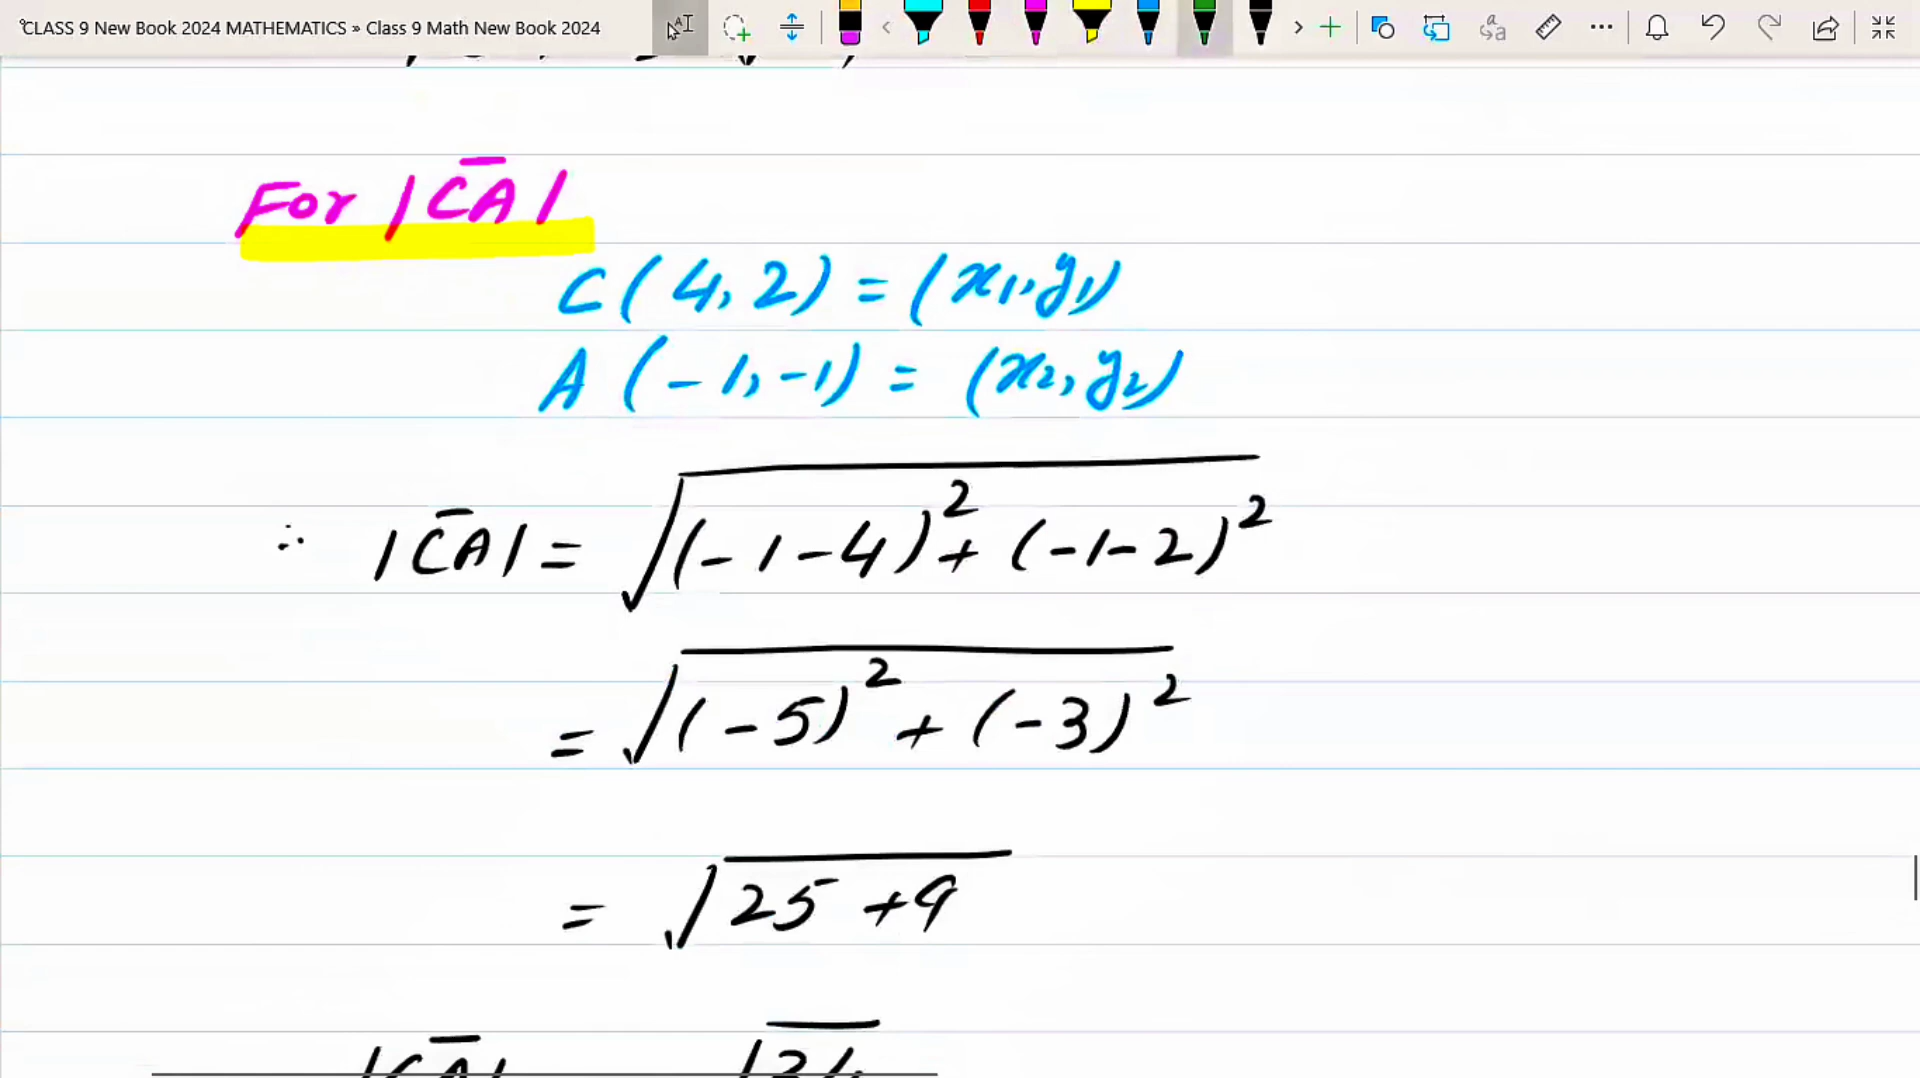 CLASS 9 New Book 2024 MATHEMATICS » Class 9 Math New Book 2024
For |C̅A̅|
C(4,2) = (x₁,y₁)
A(-1,-1) = (x₂,y₂)
∴ |C̅A̅| = √((-1-4)² + (-1-2)²)
= √((-5)² + (-3)²)
= √(25+9)
|C̅A̅| √34